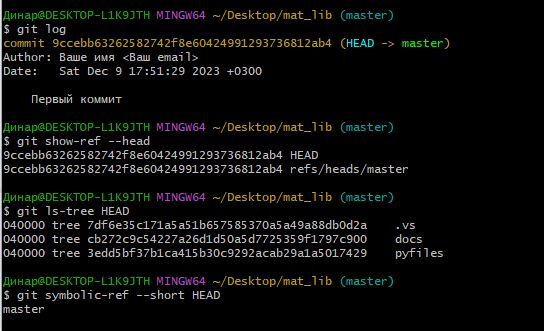 Динар@DESKTOP-L1K9JTH MINGW64 ~/Desktop/mat_lib (master)
$ git log
commit 9ccebb63262582742f8e60424991293736812ab4 (HEAD -> master)
Author: Ваше имя <Ваш email>
Date:   Sat Dec 9 17:51:29 2023 +0300
Первый коммит
Динар@DESKTOP-L1K9JTH MINGW64 ~/Desktop/mat_lib (master)
$ git show-ref --head
9ccebb63262582742f8e60424991293736812ab4 HEAD
9ccebb63262582742f8e60424991293736812ab4 refs/heads/master
Динар@DESKTOP-L1K9JTH MINGW64 ~/Desktop/mat_lib (master)
$ git ls-tree HEAD
040000 tree 7df6e35c171a5a51b657585370a5a49a88db0d2a    .vs
040000 tree cb272c9c54227a26d1d50a5d7725359f1797c900    docs
040000 tree 3edd5bf37b1ca415b30c9292acab29a1a5017429    pyfiles
Динар@DESKTOP-L1K9JTH MINGW64 ~/Desktop/mat_lib (master)
$ git symbolic-ref --short HEAD
master